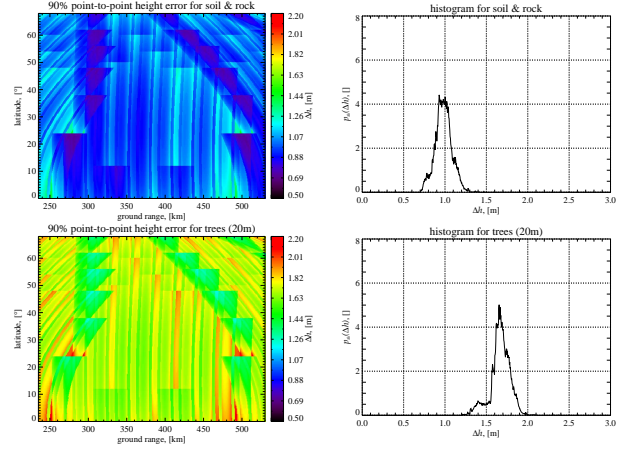 90% point-to-point height error for soil & rock
latitude, [°]
60
50
40
30
20
10
0
250 300 350 400 450 500
ground range, [km]
2.20
2.01
1.82
1.63
1.44
1.26
1.07
0.88
0.69
0.50
Δh, [m]
histogram for soil & rock
pₕ(Δh), []
8
6
4
2
0
0.0 0.5 1.0 1.5 2.0 2.5 3.0
Δh, [m]
90% point-to-point height error for trees (20m)
latitude, [°]
60
50
40
30
20
10
0
250 300 350 400 450 500
ground range, [km]
2.20
2.01
1.82
1.63
1.44
1.26
1.07
0.88
0.69
0.50
Δh, [m]
histogram for trees (20m)
pₕ(Δh), []
8
6
4
2
0
0.0 0.5 1.0 1.5 2.0 2.5 3.0
Δh, [m]